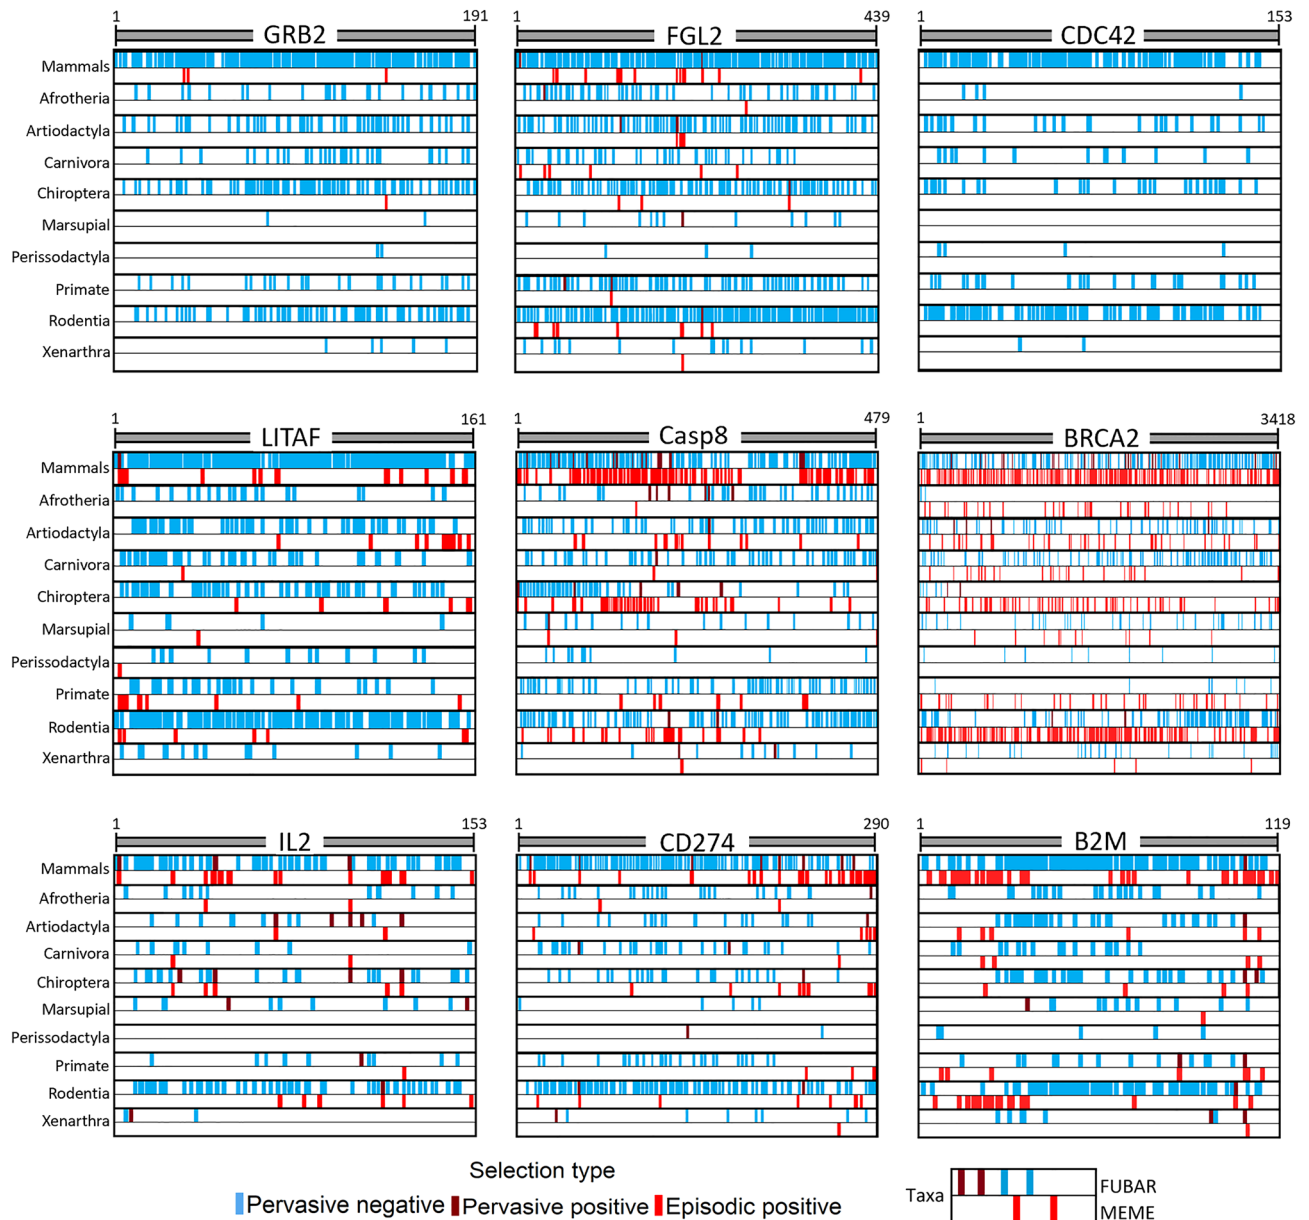 1 191 1 439 1 153
GRB2 FGL2 CDC42
Mammals
Afrotheria
Artiodactyla
Carnivora
Chiroptera
Marsupial
Perissodactyla
Primate
Rodentia
Xenarthra
1 161 1 479 1 3418
LITAF Casp8 BRCA2
Mammals
Afrotheria
Artiodactyla
Carnivora
Chiroptera
Marsupial
Perissodactyla
Primate
Rodentia
Xenarthra
1 153 1 290 1 119
IL2 CD274 B2M
Mammals
Afrotheria
Artiodactyla
Carnivora
Chiroptera
Marsupial
Perissodactyla
Primate
Rodentia
Xenarthra
Selection type
Pervasive negative Pervasive positive Episodic positive
Taxa FUBAR
MEME